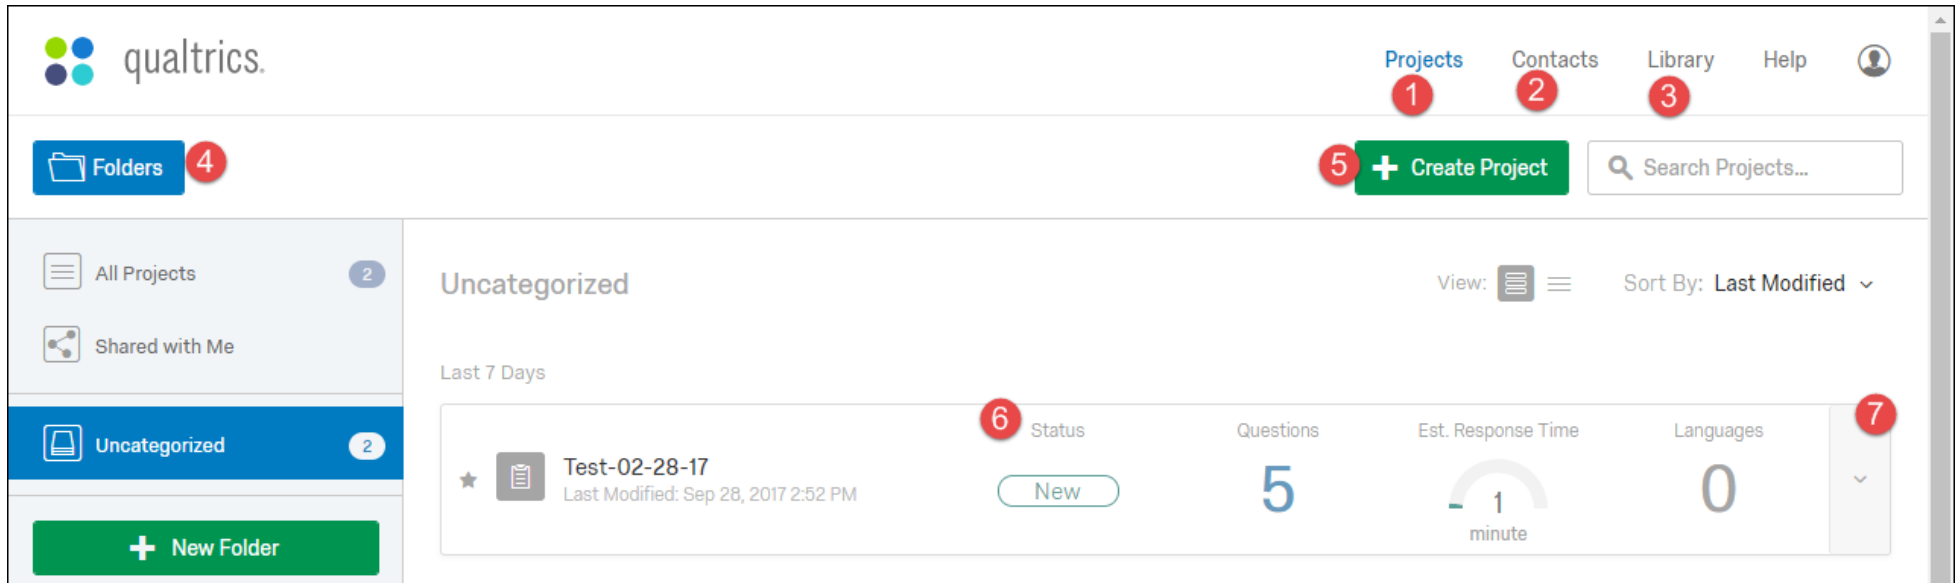 qualtrics.
Projects Contacts Library Help
1 2 3
Folders 4 5 Create Project Search Projects...
All Projects 2
Uncategorized View: Sort By: Last Modified
Shared with Me
Last 7 Days
Uncategorized 2
6 Status Questions Est. Response Time Languages 7
Test-02-28-17
Last Modified: Sep 28, 2017 2:52 PM
New 5 1 minute 0
New Folder